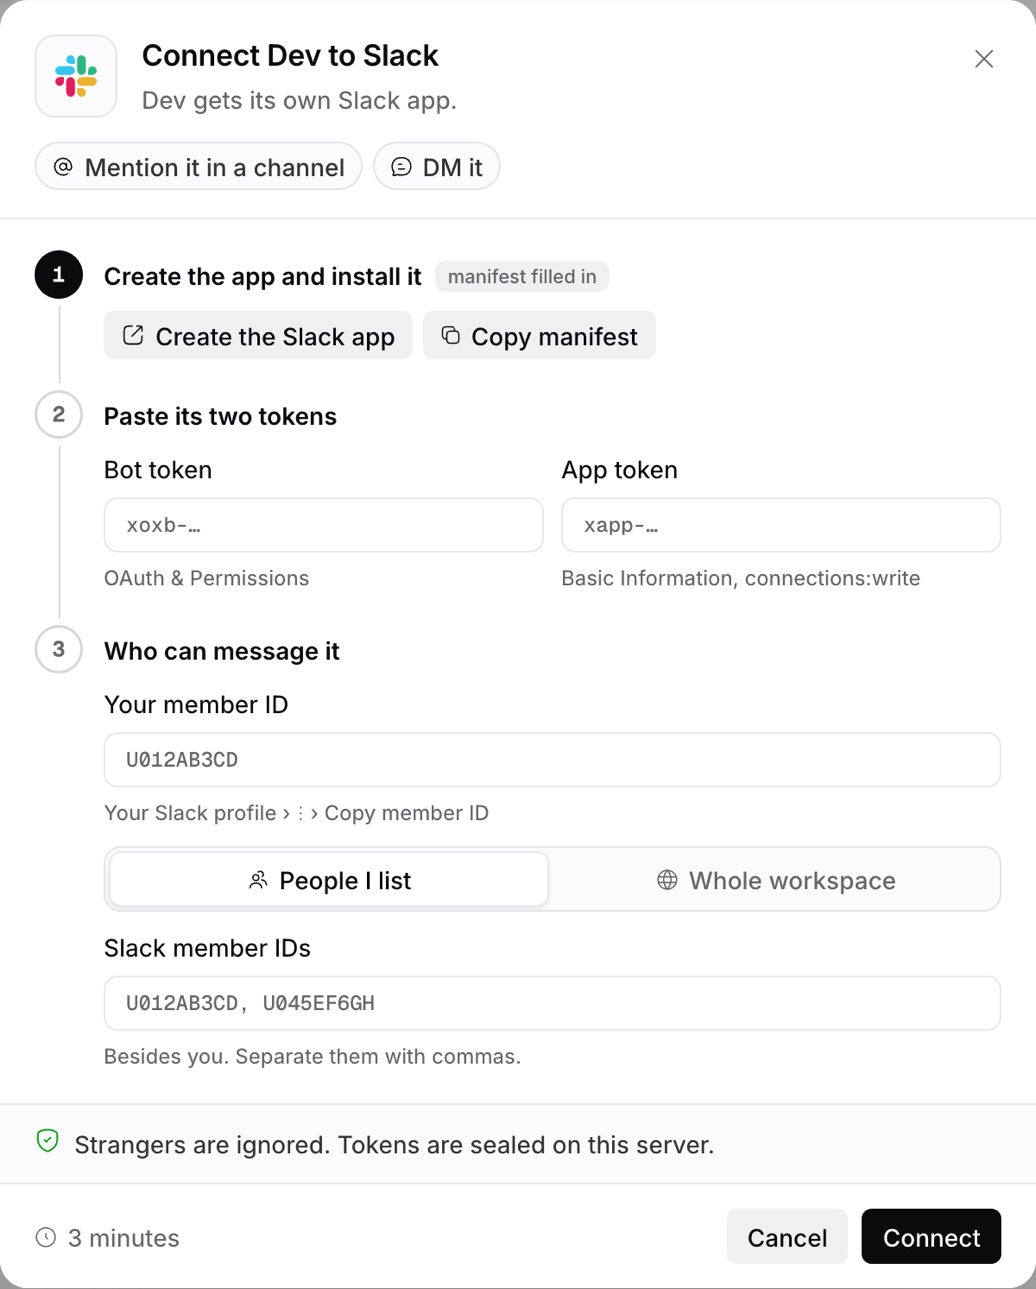 Connect Dev to Slack
Dev gets its own Slack app.
Mention it in a channel
DM it
1
Create the app and install it
manifest filled in
Create the Slack app
Copy manifest
2
Paste its two tokens
Bot token
App token
xoxb-…
xapp-…
OAuth & Permissions
Basic Information, connections:write
3
Who can message it
Your member ID
U012AB3CD
Your Slack profile › ⋮ › Copy member ID
People I list
Whole workspace
Slack member IDs
U012AB3CD, U045EF6GH
Besides you. Separate them with commas.
Strangers are ignored. Tokens are sealed on this server.
3 minutes
Cancel
Connect